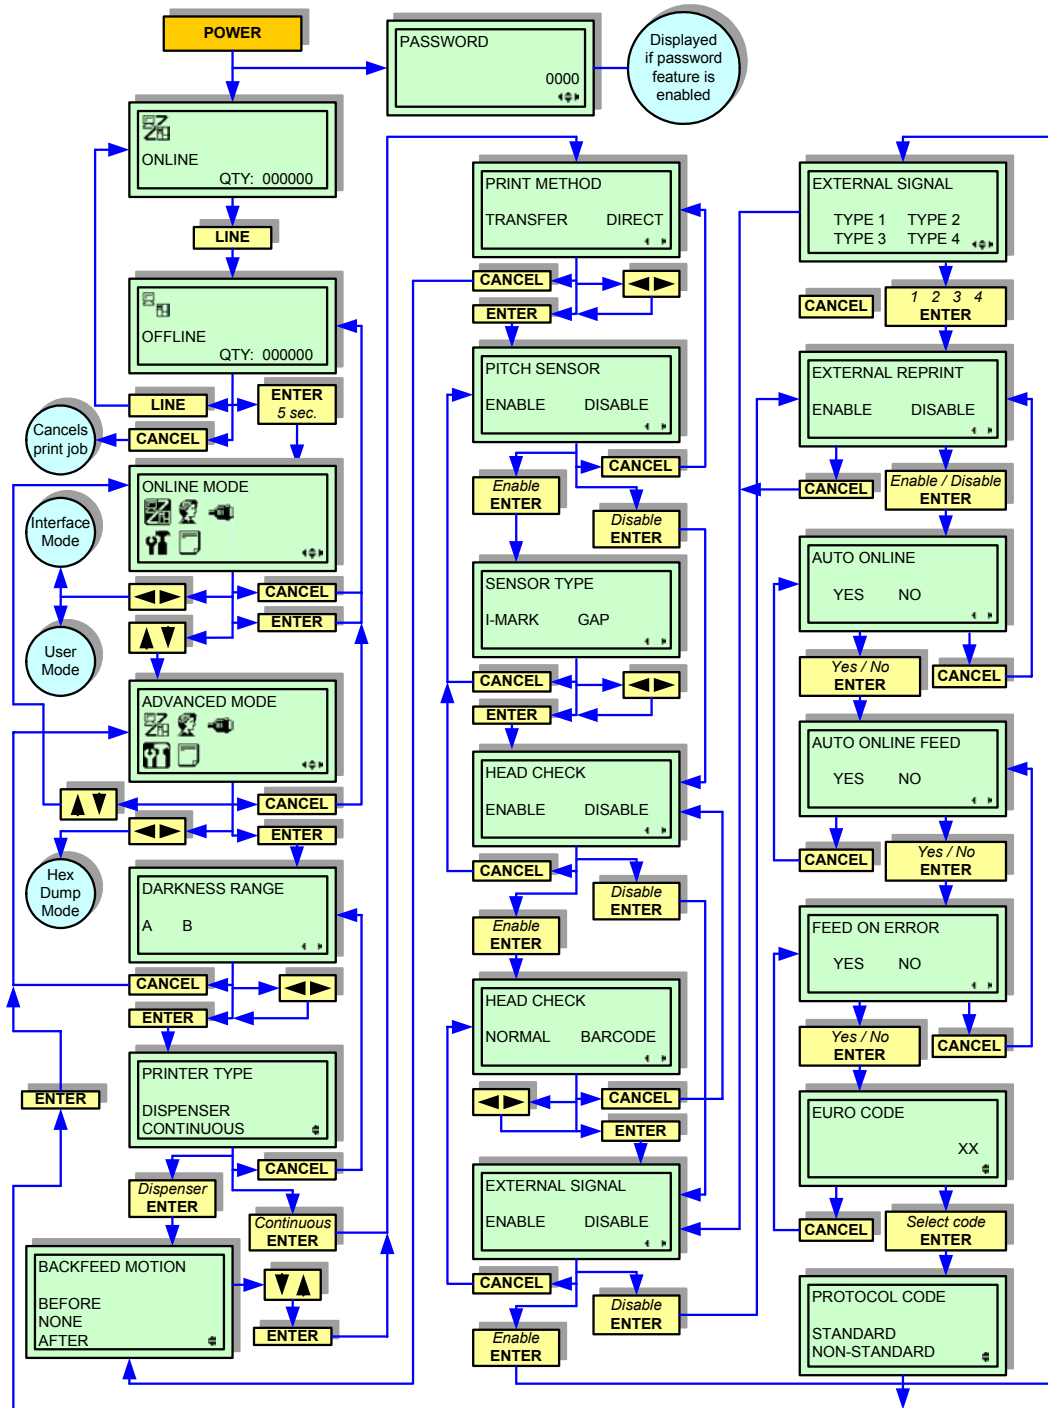 POWER
PASSWORD
0000
Displayed
if password
feature is
enabled
ONLINE
QTY: 000000
LINE
OFFLINE
QTY: 000000
LINE
ENTER
5 sec.
CANCEL
Cancels
print job
ONLINE MODE
Interface
Mode
CANCEL
ENTER
User
Mode
ADVANCED MODE
CANCEL
ENTER
Hex
Dump
Mode
DARKNESS RANGE
A B
CANCEL
ENTER
PRINTER TYPE
DISPENSER
CONTINUOUS
ENTER
CANCEL
Dispenser
ENTER
Continuous
ENTER
BACKFEED MOTION
BEFORE
NONE
AFTER
ENTER
PRINT METHOD
TRANSFER DIRECT
CANCEL
ENTER
PITCH SENSOR
ENABLE DISABLE
CANCEL
Enable
ENTER
Disable
ENTER
SENSOR TYPE
I-MARK GAP
CANCEL
ENTER
HEAD CHECK
ENABLE DISABLE
CANCEL
Disable
ENTER
Enable
ENTER
HEAD CHECK
NORMAL BARCODE
CANCEL
ENTER
EXTERNAL SIGNAL
ENABLE DISABLE
CANCEL
Disable
ENTER
Enable
ENTER
EXTERNAL SIGNAL
TYPE 1 TYPE 2
TYPE 3 TYPE 4
CANCEL
1 2 3 4
ENTER
EXTERNAL REPRINT
ENABLE DISABLE
CANCEL
Enable / Disable
ENTER
AUTO ONLINE
YES NO
Yes / No
ENTER
CANCEL
AUTO ONLINE FEED
YES NO
CANCEL
Yes / No
ENTER
FEED ON ERROR
YES NO
Yes / No
ENTER
CANCEL
EURO CODE
XX
CANCEL
Select code
ENTER
PROTOCOL CODE
STANDARD
NON-STANDARD